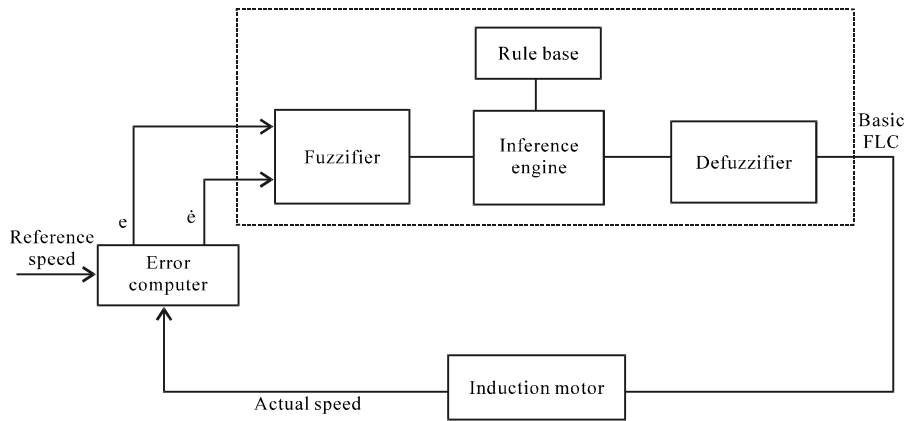 Rule base
Basic
FLC
Fuzzifier
Inference
engine
Defuzzifier
e
ė
Reference
speed
Error
computer
Induction motor
Actual speed